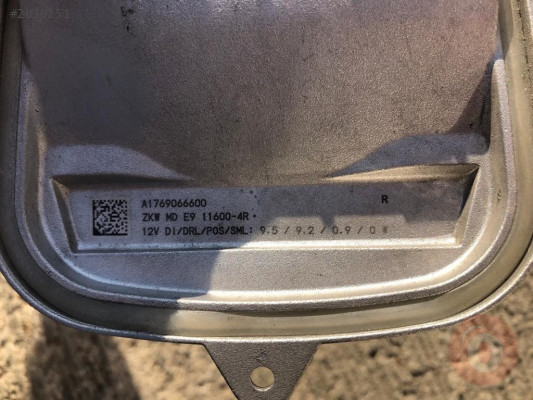 A1769066600 R
ZKW MD E9 11600-4R
12V DI/DRL/POS/SML: 9.5 / 9.2 / 0.9 / 0 W